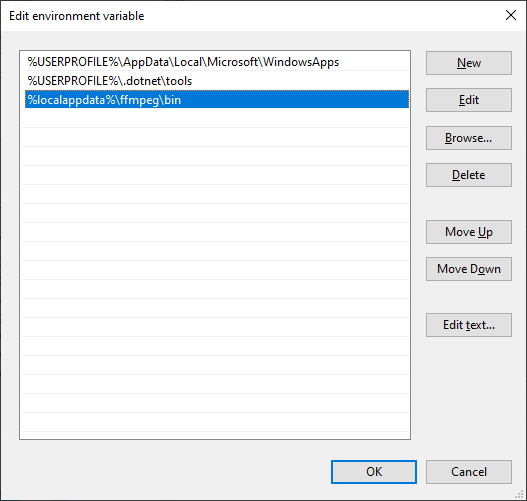 Edit environment variable
%USERPROFILE%\AppData\Local\Microsoft\WindowsApps
%USERPROFILE%\.dotnet\tools
%localappdata%\ffmpeg\bin
New
Edit
Browse...
Delete
Move Up
Move Down
Edit text...
OK
Cancel